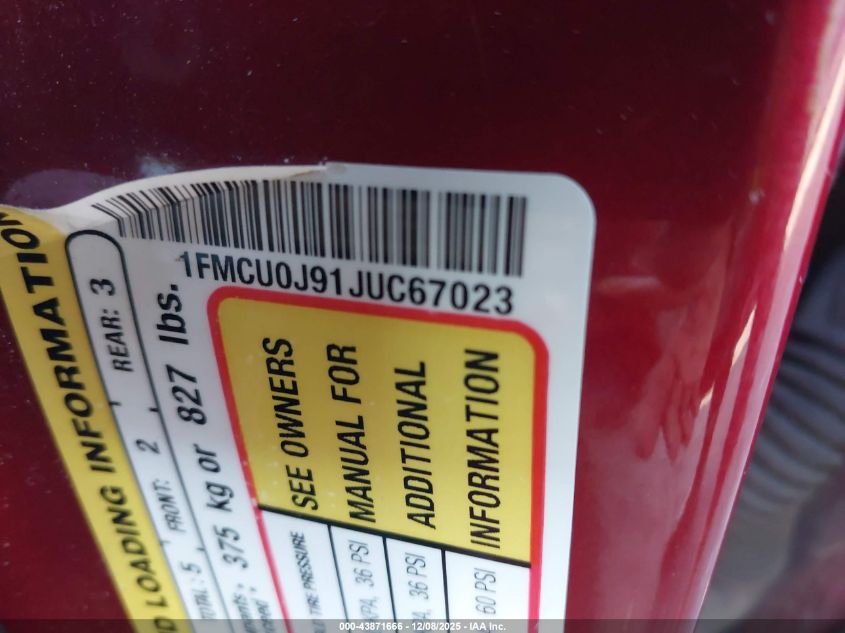 1FMCU0J91JUC67023
LOADING INFORMATION
TOTAL: 5 FRONT: 2 REAR: 3
375 kg or 827 lbs.
SEE OWNERS
MANUAL FOR
ADDITIONAL
INFORMATION
TIRE PRESSURE
36 PSI
36 PSI
60 PSI
000-43871666 - 12/08/2025 - IAA Inc.